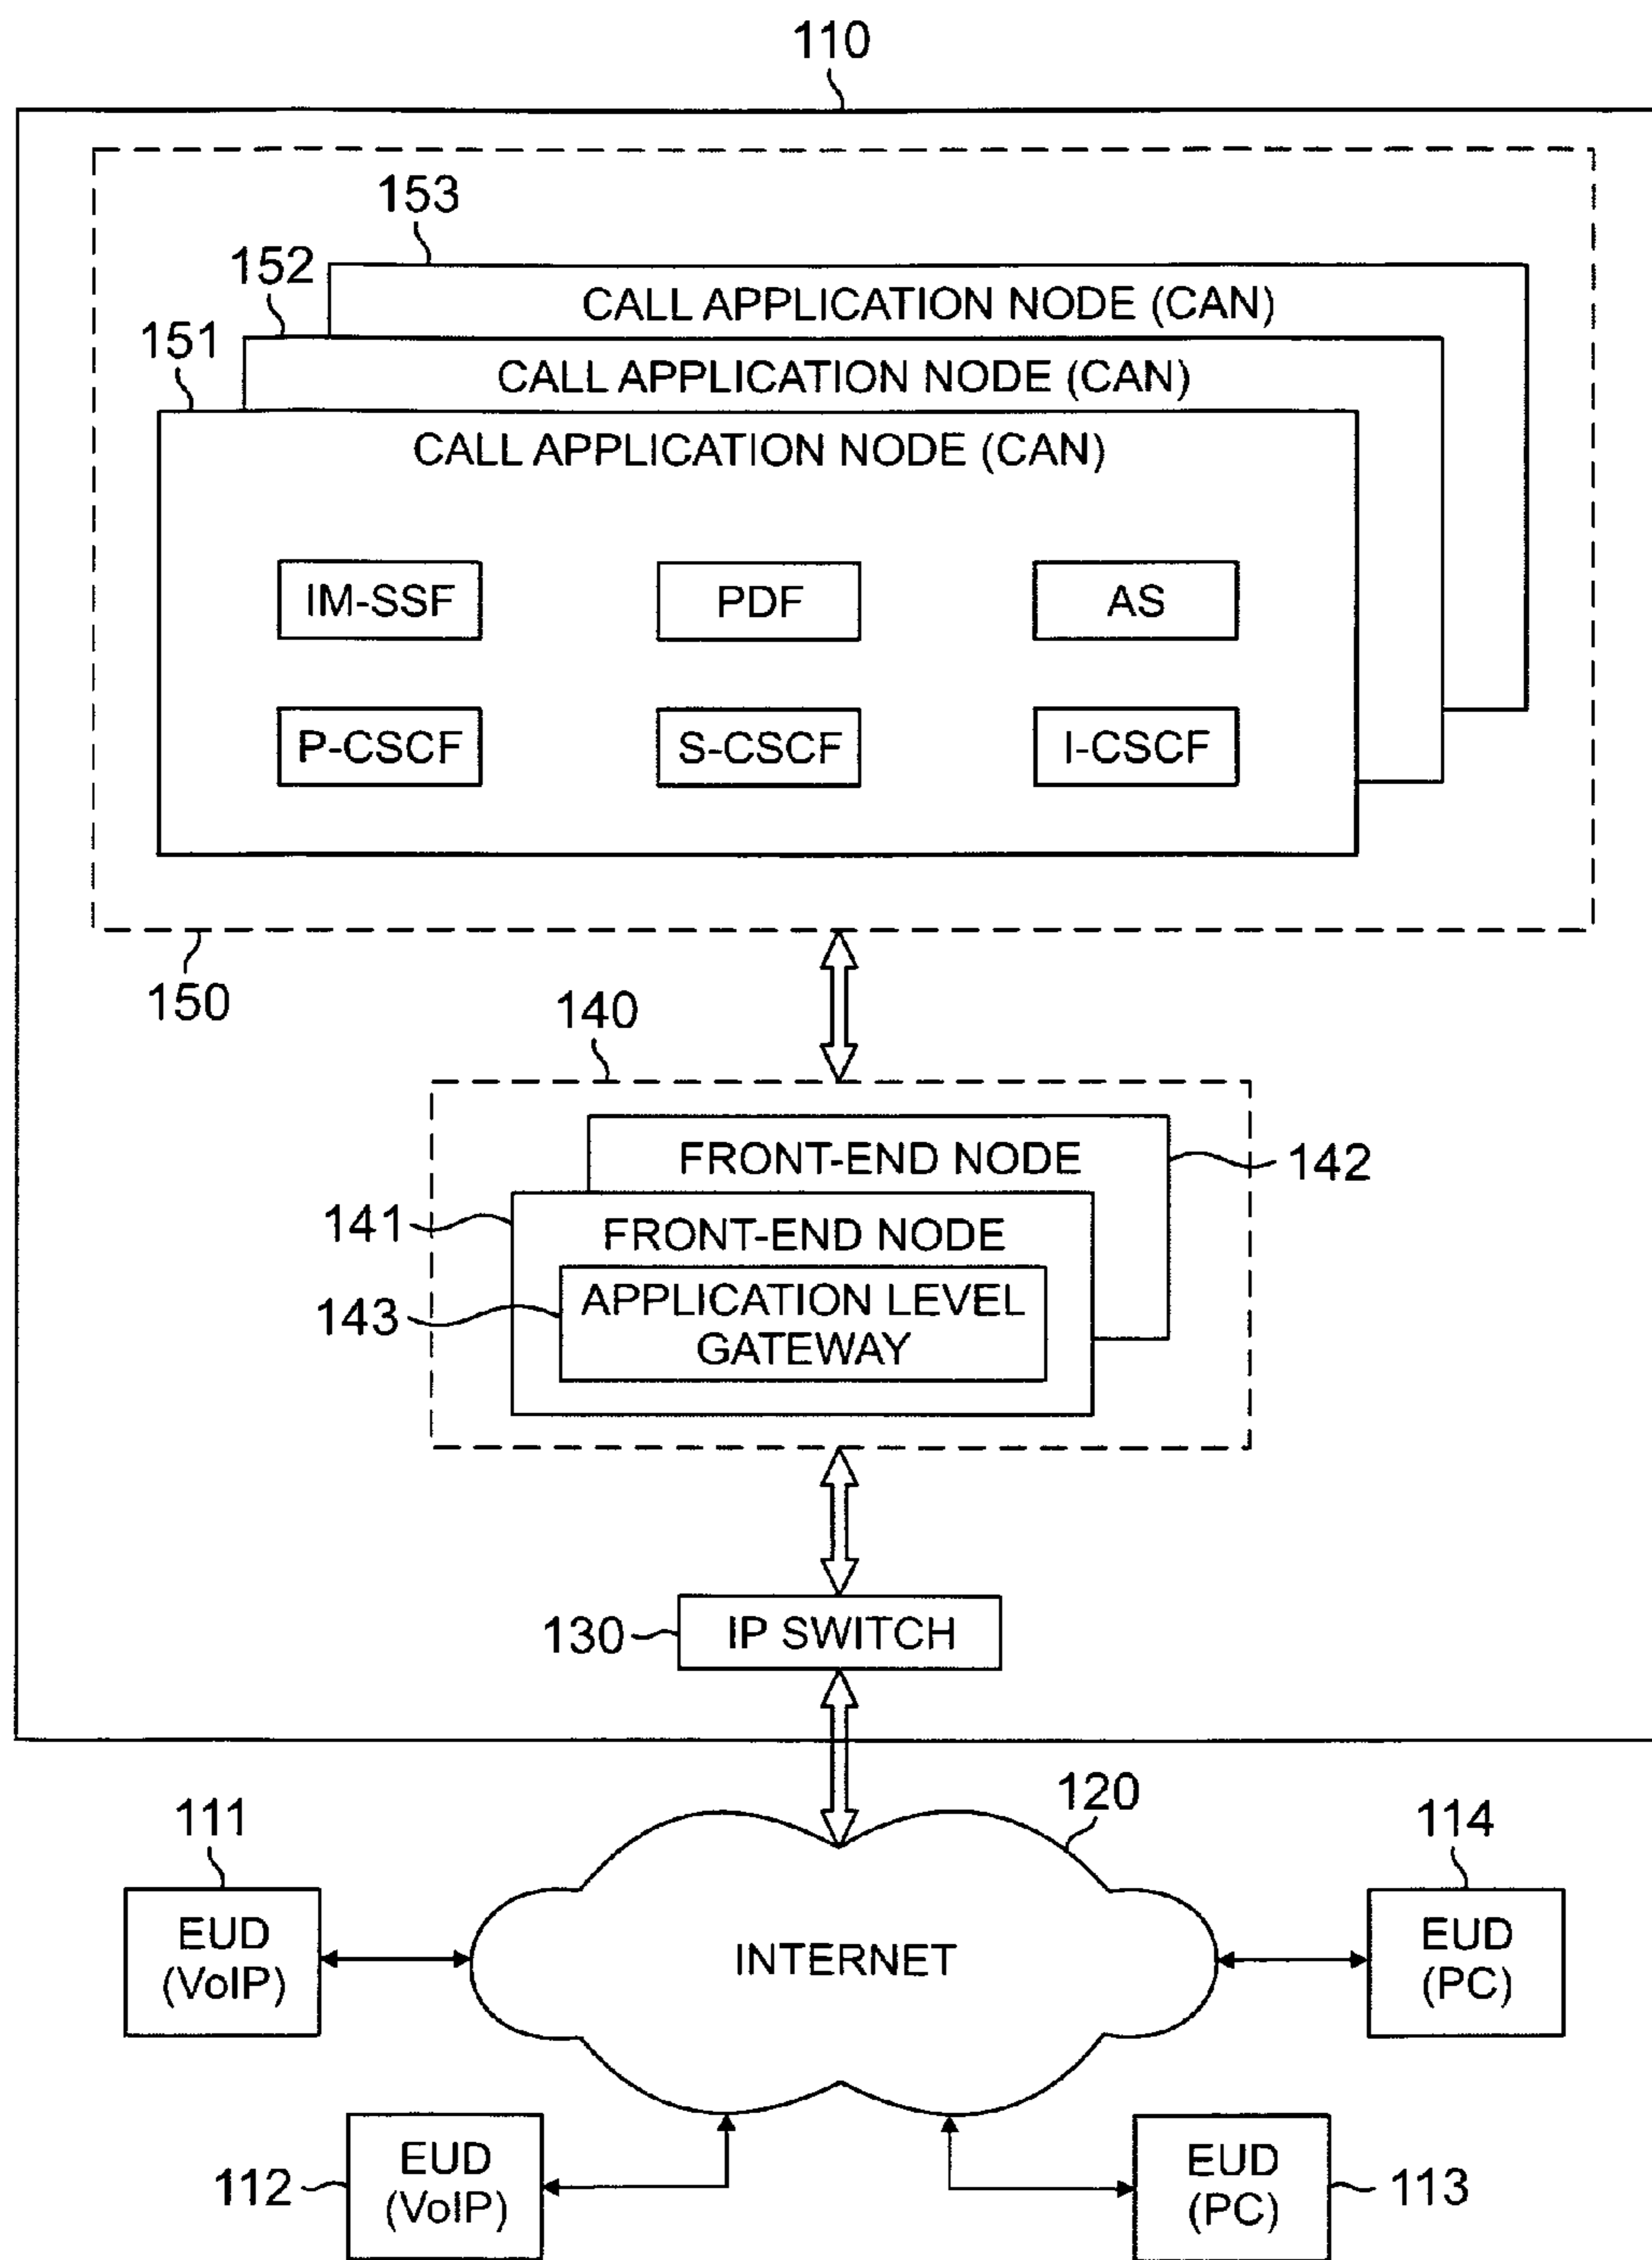 110
153
CALL APPLICATION NODE (CAN)
152
CALL APPLICATION NODE (CAN)
151
CALL APPLICATION NODE (CAN)
IM-SSF
PDF
AS
P-CSCF
S-CSCF
I-CSCF
150
140
FRONT-END NODE
142
141
FRONT-END NODE
143
APPLICATION LEVEL
GATEWAY
130
IP SWITCH
120
111
114
EUD
(VoIP)
INTERNET
EUD
(PC)
112
EUD
(VoIP)
EUD
(PC)
113